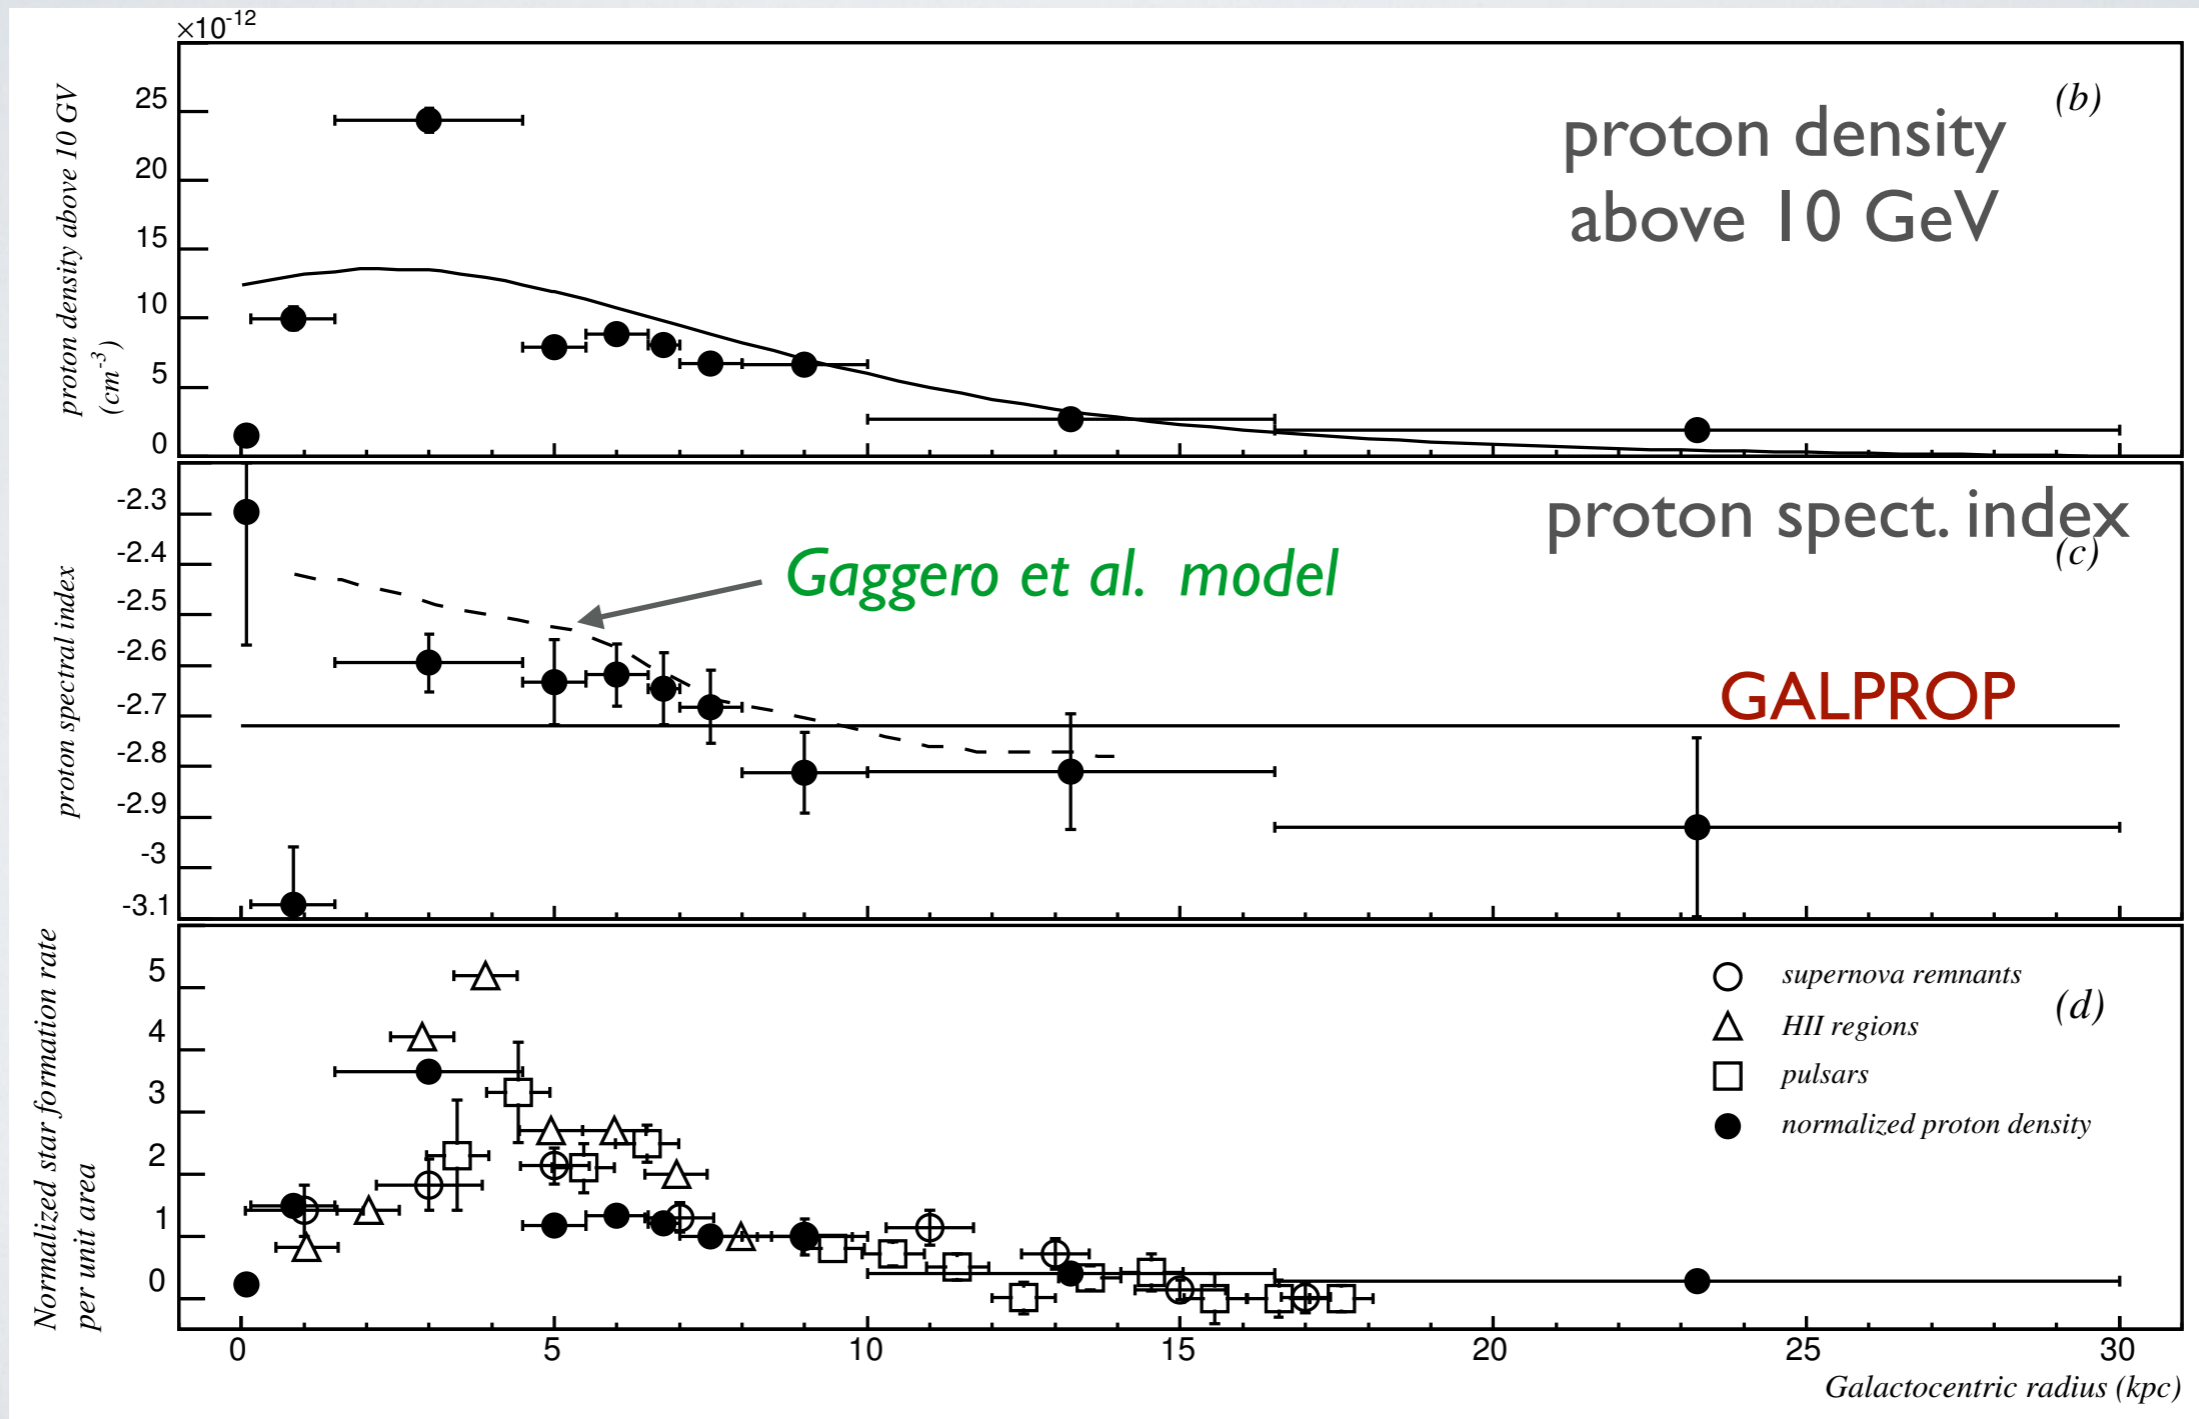 ×10^-12
proton density above 10 GV
(cm^-3)
25
20
15
10
5
0
(b)
proton density
above 10 GeV
proton spectral index
-2.3
-2.4
-2.5
-2.6
-2.7
-2.8
-2.9
-3
-3.1
proton spect. index
(c)
Gaggero et al. model
GALPROP
Normalized star formation rate
per unit area
5
4
3
2
1
0
supernova remnants
HII regions
pulsars
normalized proton density
(d)
0 5 10 15 20 25 30
Galactocentric radius (kpc)